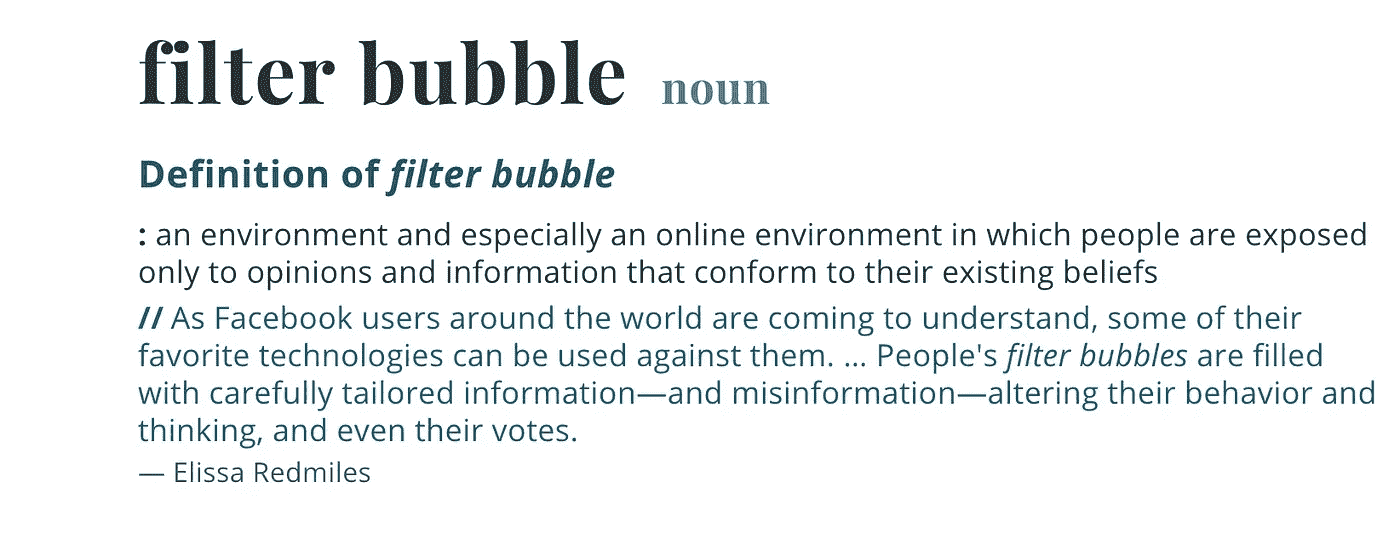 filter bubble noun
Definition of filter bubble
: an environment and especially an online environment in which people are exposed
only to opinions and information that conform to their existing beliefs
// As Facebook users around the world are coming to understand, some of their
favorite technologies can be used against them. ... People's filter bubbles are filled
with carefully tailored information—and misinformation—altering their behavior and
thinking, and even their votes.
— Elissa Redmiles